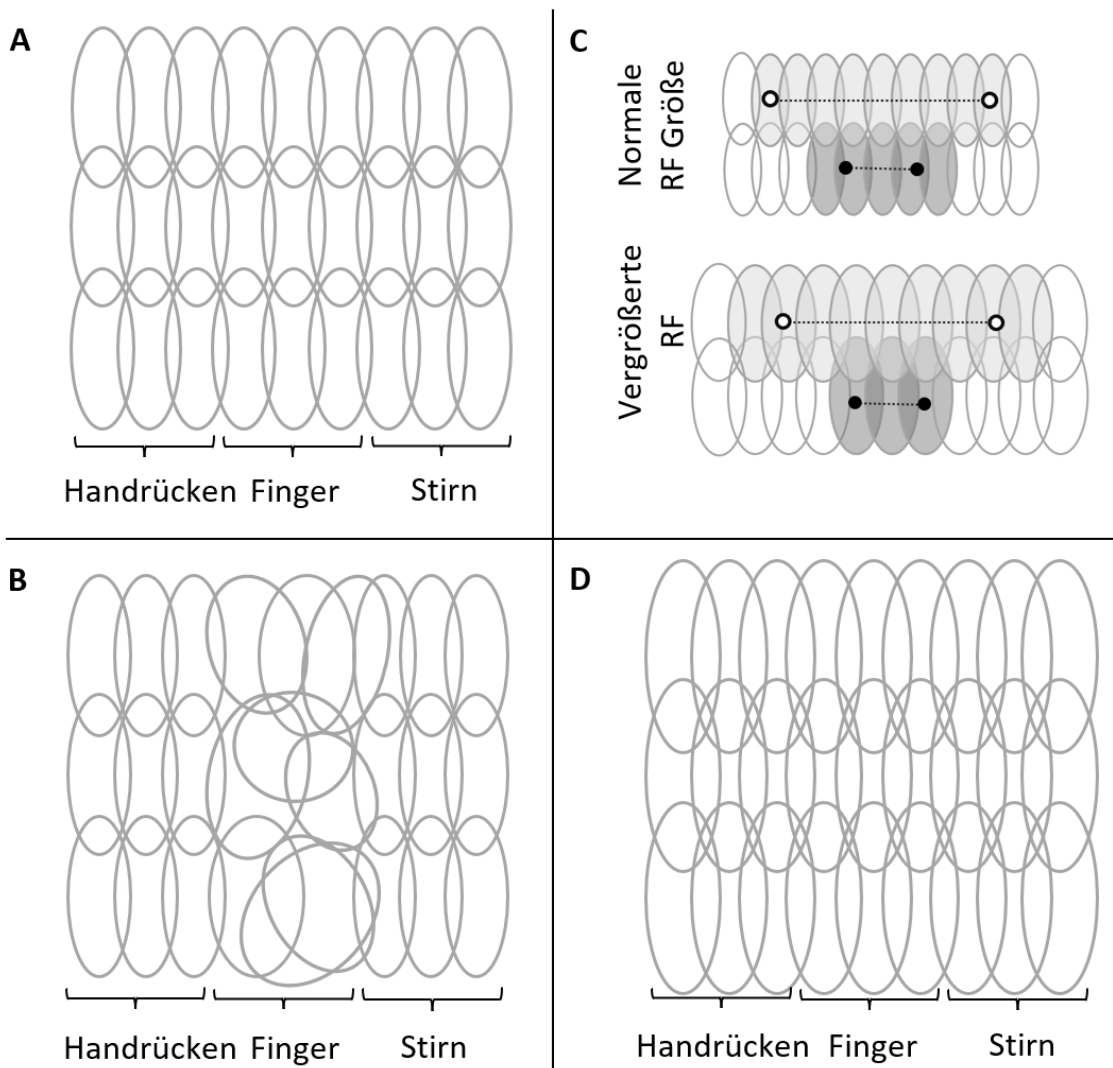 A
Handrücken Finger Stirn
C
Normale
RF Größe
Vergrößerte
RF
B
Handrücken Finger Stirn
D
Handrücken Finger Stirn